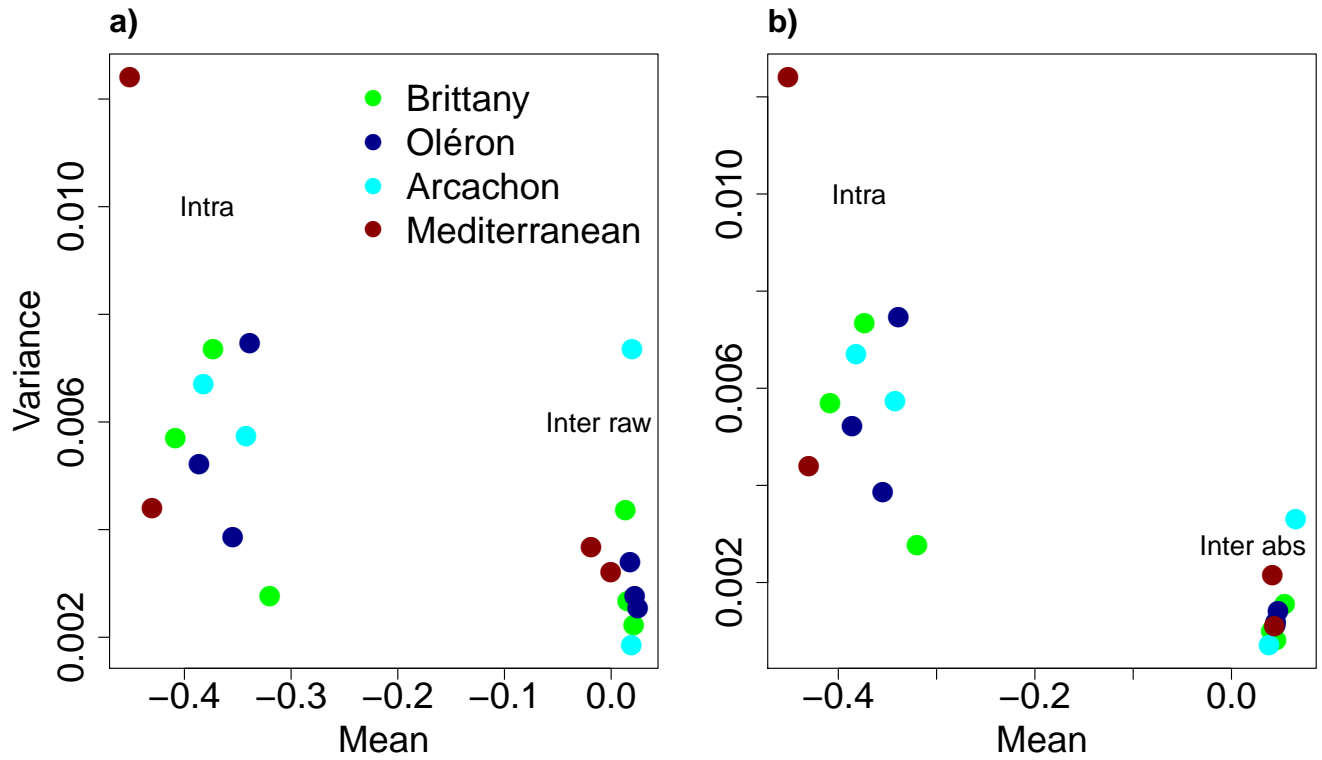 a)
Brittany
Oléron
Arcachon
Mediterranean
Intra
Inter raw
Variance
0.010
0.006
0.002
−0.4 −0.3 −0.2 −0.1 0.0
Mean
b)
Intra
Inter abs
0.010
0.006
0.002
−0.4 −0.2 0.0
Mean